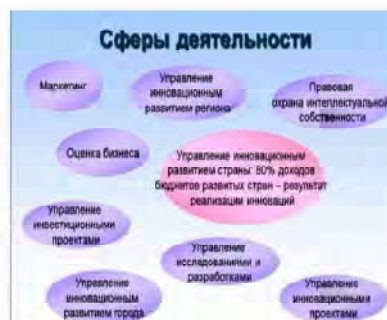 Сферы деятельности
Маркетинг
Управление
инновационным
развитием региона
Правовая
охрана интеллектуальной
собственности
Оценка бизнеса
Управление инновационным
развитием страны: 80% доходов
бюджетов развитых стран – результат
реализации инноваций
Управление
инвестиционными
проектами
Управление
исследованиями и
разработками
Управление
инновационным
развитием города
Управление
инновационными
проектами